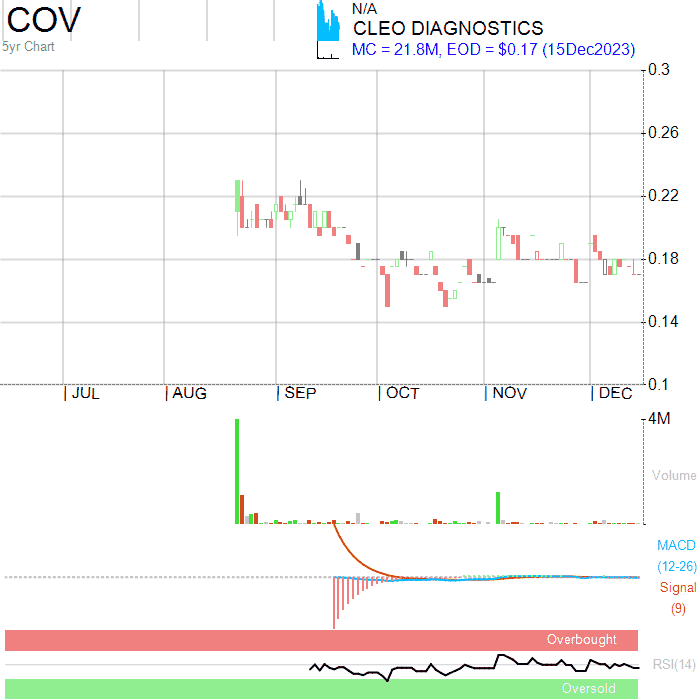 COV
5yr Chart
N/A
CLEO DIAGNOSTICS
MC = 21.8M, EOD = $0.17 (15Dec2023)
0.3
0.26
0.22
0.18
0.14
0.1
| JUL | AUG | SEP | OCT | NOV | DEC
4M
Volume
MACD
(12-26)
Signal
(9)
Overbought
RSI(14)
Oversold